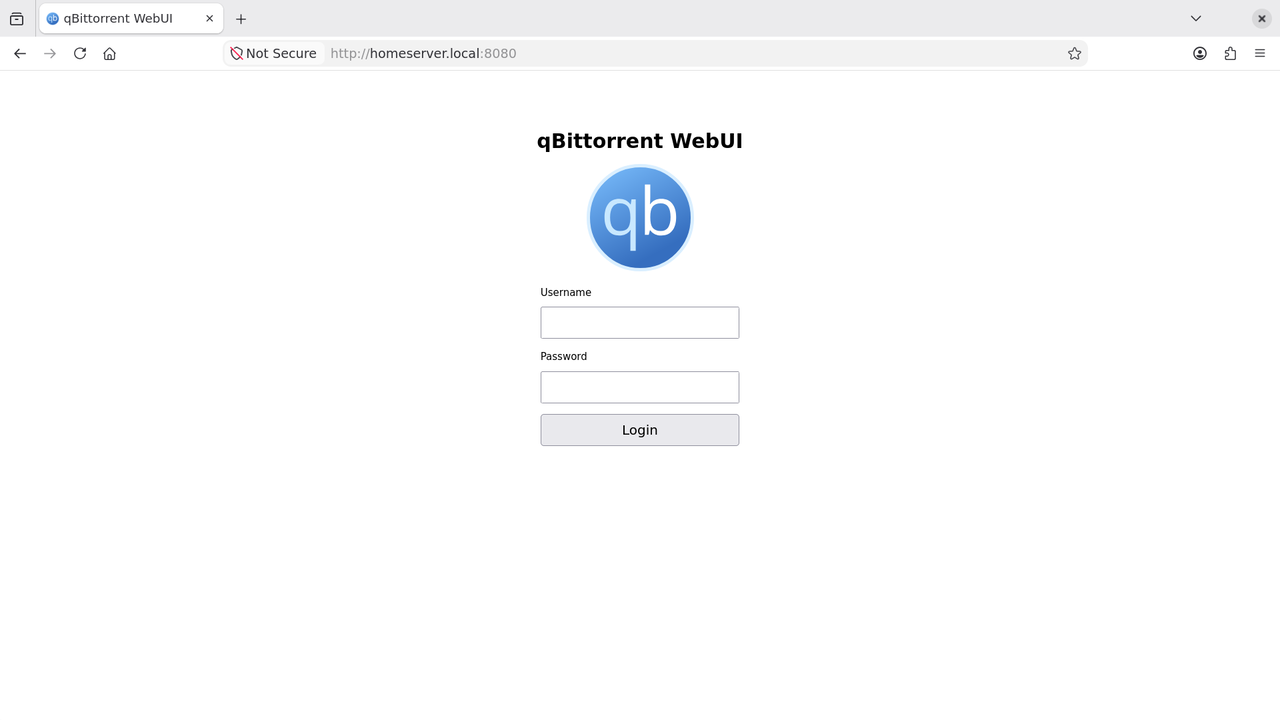 qBittorrent WebUI
Not Secure http://homeserver.local:8080
qBittorrent WebUI
qb
Username
Password
Login